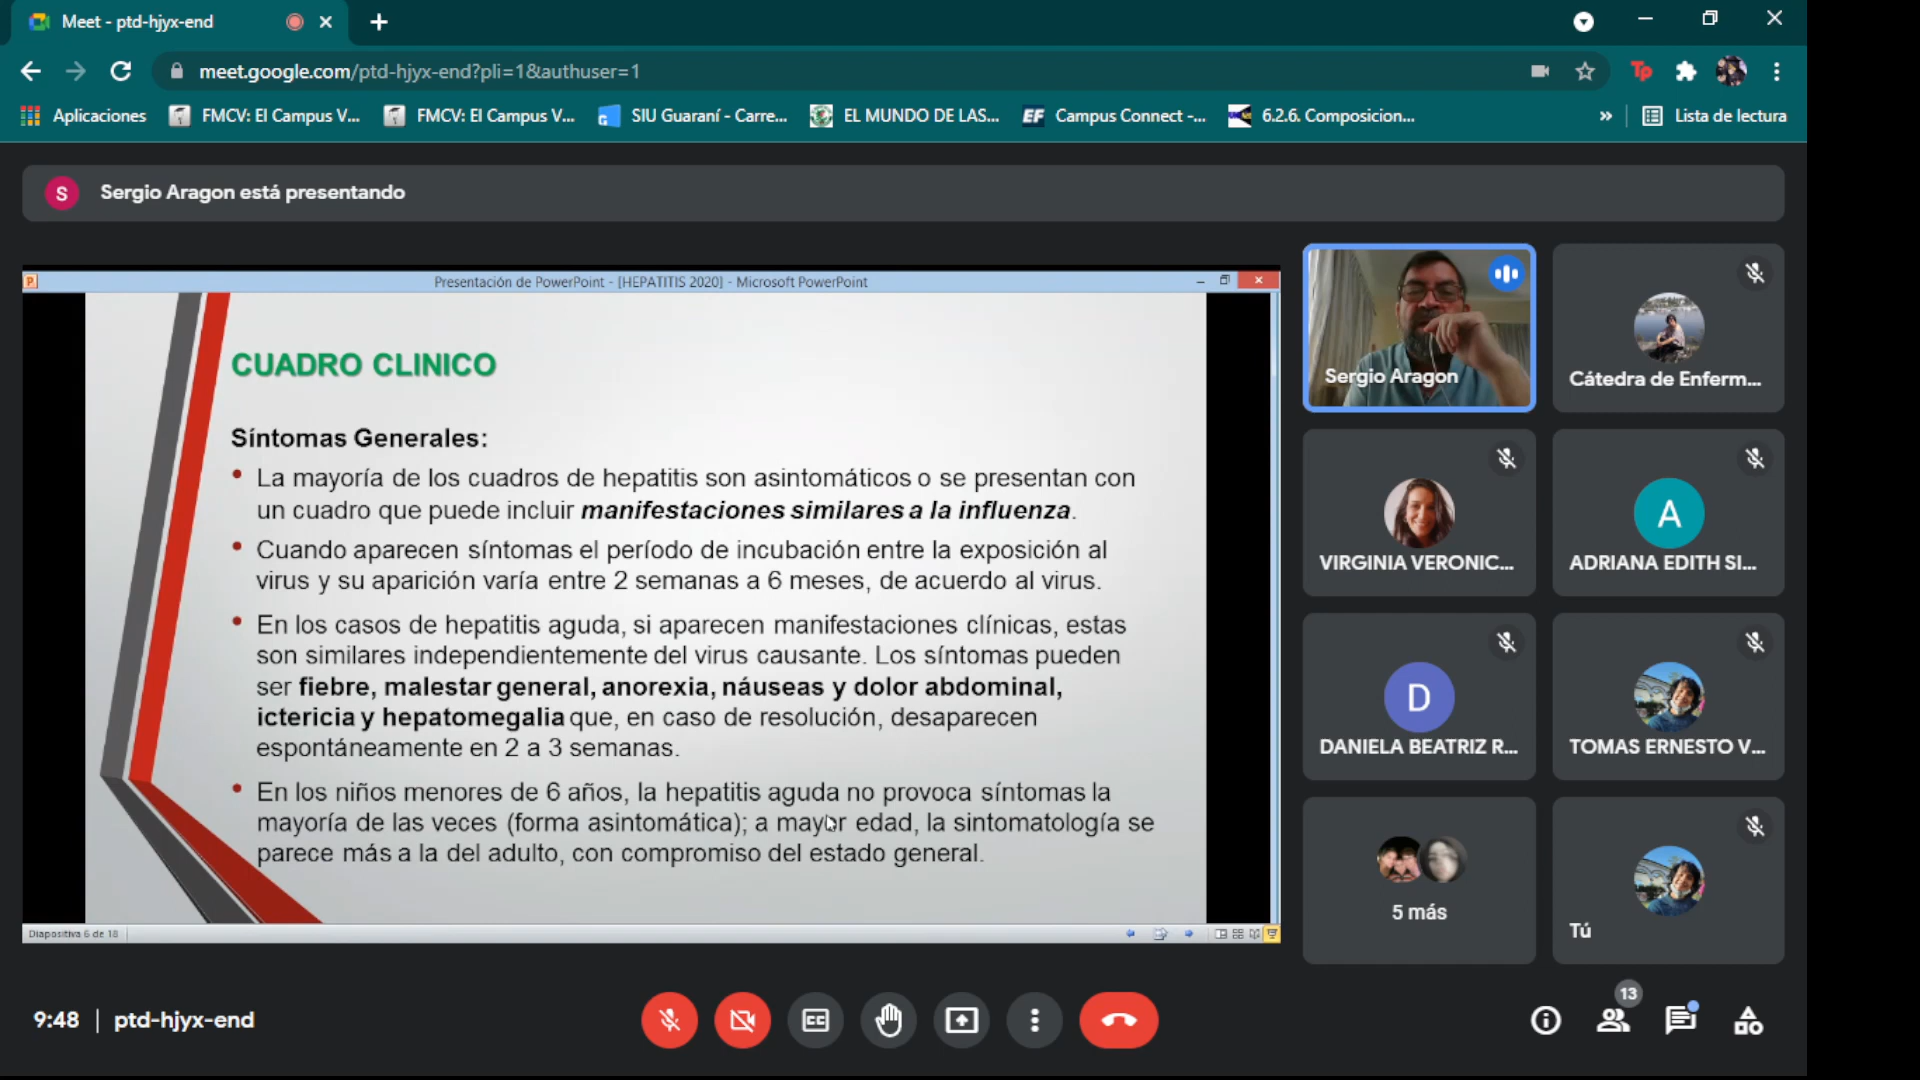 Meet - ptd-hjyx-end
meet.google.com/ptd-hjyx-end?pli=1&authuser=1
Tp
Aplicaciones
FMCV: El Campus V...
FMCV: El Campus V...
SIU Guaraní - Carre...
EL MUNDO DE LAS...
EF Campus Connect -...
6.2.6. Composicion...
»
Lista de lectura
S Sergio Aragon está presentando
Presentación de PowerPoint - [HEPATITIS 2020] - Microsoft PowerPoint
CUADRO CLINICO
Síntomas Generales:
• La mayoría de los cuadros de hepatitis son asintomáticos o se presentan con
un cuadro que puede incluir manifestaciones similares a la influenza.
• Cuando aparecen síntomas el período de incubación entre la exposición al
virus y su aparición varía entre 2 semanas a 6 meses, de acuerdo al virus.
• En los casos de hepatitis aguda, si aparecen manifestaciones clínicas, estas
son similares independientemente del virus causante. Los síntomas pueden
ser fiebre, malestar general, anorexia, náuseas y dolor abdominal,
ictericia y hepatomegalia que, en caso de resolución, desaparecen
espontáneamente en 2 a 3 semanas.
• En los niños menores de 6 años, la hepatitis aguda no provoca síntomas la
mayoría de las veces (forma asintomática); a mayor edad, la sintomatología se
parece más a la del adulto, con compromiso del estado general.
Diapositiva 6 de 18
Sergio Aragon
Cátedra de Enferm...
VIRGINIA VERONIC...
A
ADRIANA EDITH SI...
D
DANIELA BEATRIZ R...
TOMAS ERNESTO V...
5 más
Tú
9:48 | ptd-hjyx-end
CC
13